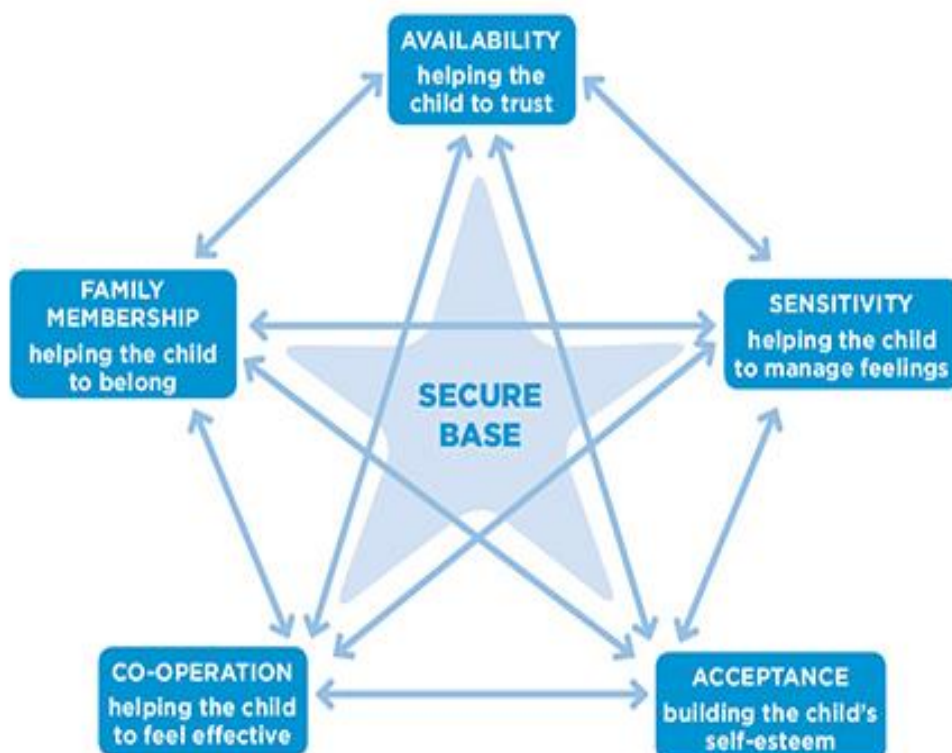 AVAILABILITY
helping the
child to trust
FAMILY
MEMBERSHIP
helping the child
to belong
SENSITIVITY
helping the child
to manage feelings
SECURE
BASE
CO-OPERATION
helping the child
to feel effective
ACCEPTANCE
building the child's
self-esteem